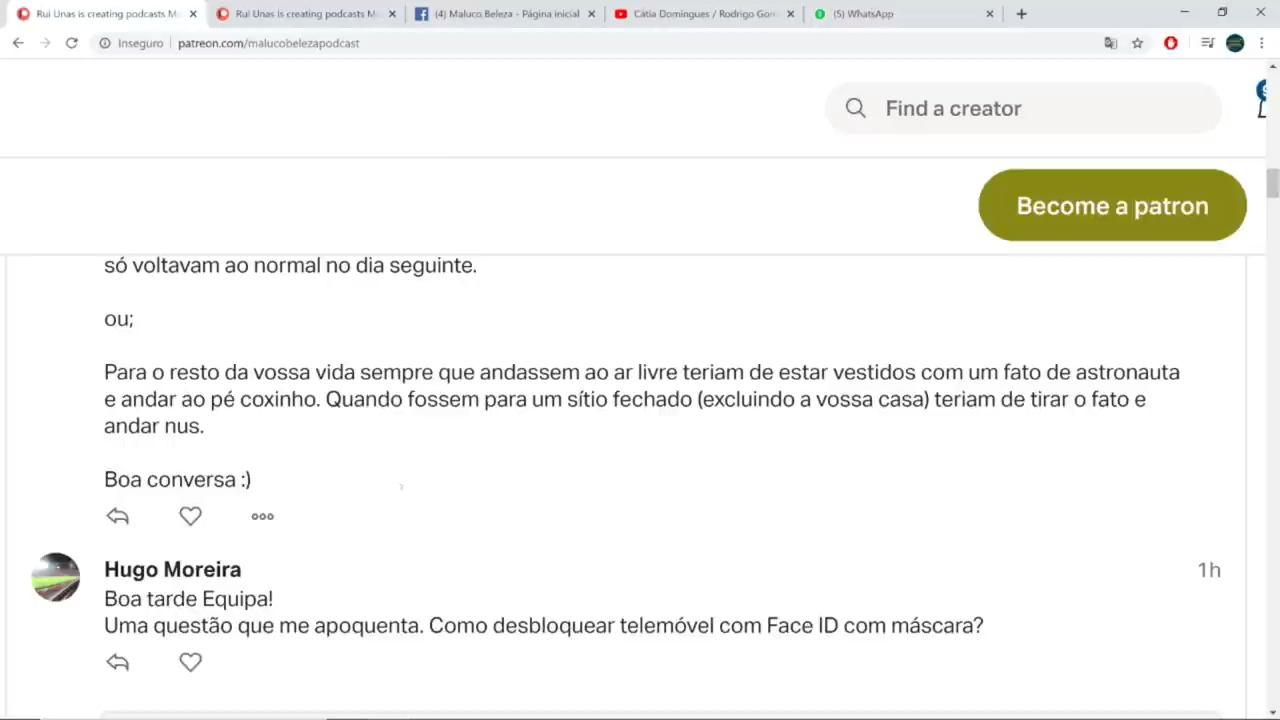 Rui Unas is creating podcasts M
Rui Unas is creating podcasts M
(4) Maluco Beleza - Página inicial
Cátia Domingues / Rodrigo Gom
(5) WhatsApp
Inseguro
patreon.com/malucobelezapodcast
Find a creator
Become a patron
só voltavam ao normal no dia seguinte.
ou;
Para o resto da vossa vida sempre que andassem ao ar livre teriam de estar vestidos com um fato de astronauta
e andar ao pé coxinho. Quando fossem para um sítio fechado (excluindo a vossa casa) teriam de tirar o fato e
andar nus.
Boa conversa :)
Hugo Moreira
1h
Boa tarde Equipa!
Uma questão que me apoquenta. Como desbloquear telemóvel com Face ID com máscara?